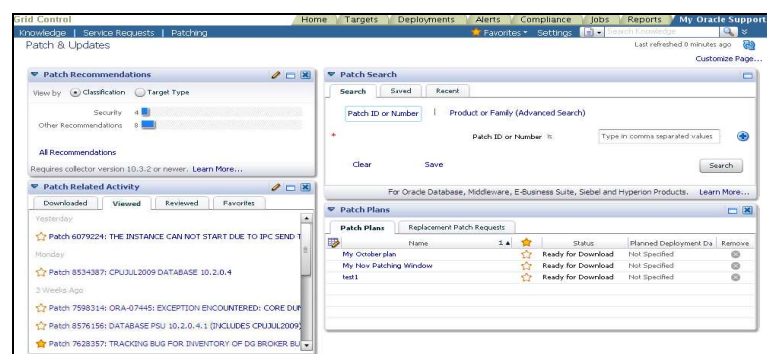 Grid Control
Home Targets Deployments Alerts Compliance Jobs Reports My Oracle Support
Knowledge | Service Requests | Patching
Favorites Settings Search Knowledge
Patch & Updates
Last refreshed 0 minutes ago
Customize Page...
Patch Recommendations
View by Classification Target Type
Security 4
Other Recommendations 8
All Recommendations
Requires collector version 10.3.2 or newer. Learn More...
Patch Related Activity
Downloaded Viewed Reviewed Favorites
Yesterday
Patch 6079224: THE INSTANCE CAN NOT START DUE TO IPC SEND T
Monday
Patch 8534387: CPUJUL2009 DATABASE 10.2.0.4
3 Weeks Ago
Patch 7598314: ORA-07445: EXCEPTION ENCOUNTERED: CORE DUM
Patch 8576156: DATABASE PSU 10.2.0.4.1 (INCLUDES CPUJUL2009)
Patch 7628357: TRACKING BUG FOR INVENTORY OF DG BROKER BU
Patch Search
Search Saved Recent
Patch ID or Number | Product or Family (Advanced Search)
* Patch ID or Number is Type in comma separated values
Clear Save Search
For Oracle Database, Middleware, E-Business Suite, Siebel and Hyperion Products. Learn More...
Patch Plans
Patch Plans Replacement Patch Requests
Name 1 Status Planned Deployment Da Remove
My October plan Ready for Download Not Specified
My Nov Patching Window Ready for Download Not Specified
test1 Ready for Download Not Specified